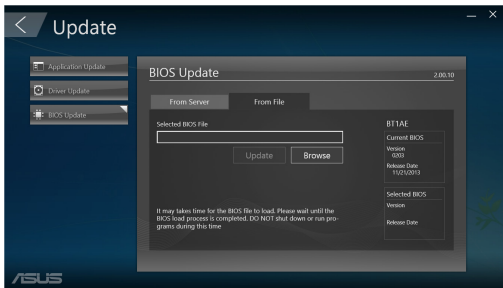 Update
Application Update
Driver Update
BIOS Update
BIOS Update
2.00.10
From Server
From File
Selected BIOS File
Update
Browse
It may takes time for the BIOS file to load. Please wait until the
BIOS load process is completed. DO NOT shut down or run pro-
grams during this time
BT1AE
Current BIOS
Version
0203
Release Date
11/21/2013
Selected BIOS
Version
Release Date
ASUS